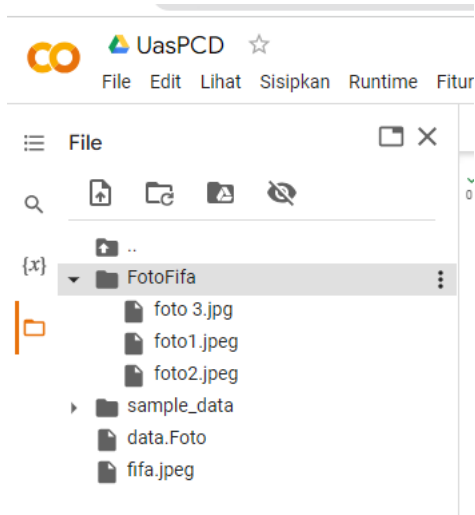 UasPCD
File Edit Lihat Sisipkan Runtime Fitur
File
{x}
..
FotoFifa
foto 3.jpg
foto1.jpeg
foto2.jpeg
sample_data
data.Foto
fifa.jpeg
0